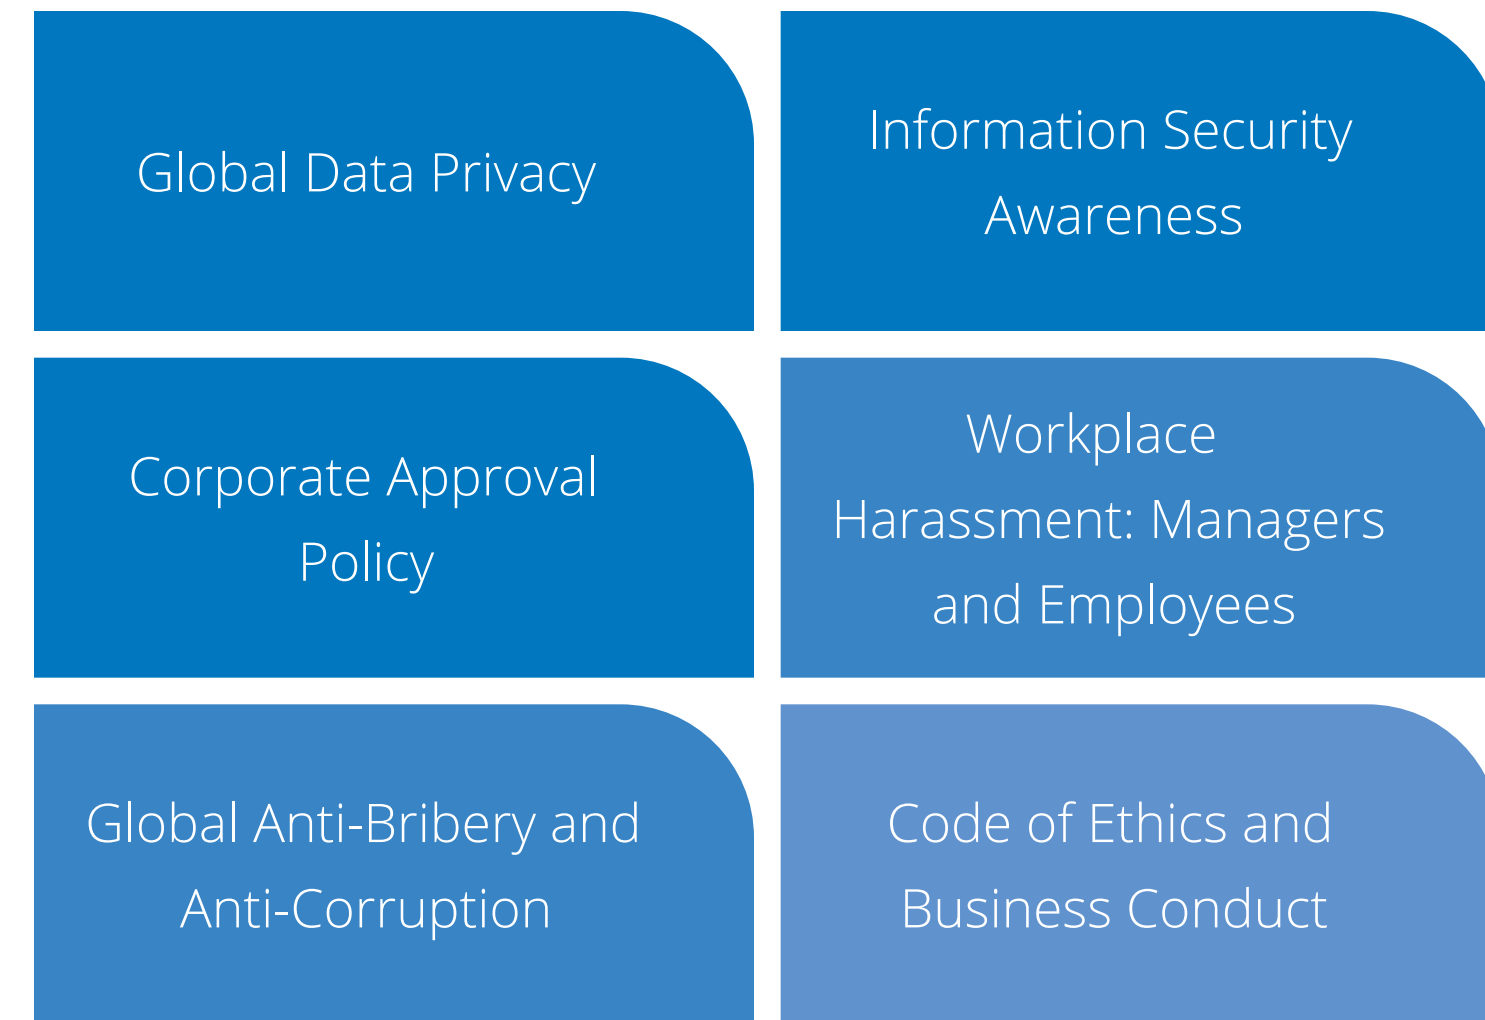 Global Data Privacy
Information Security
Awareness
Corporate Approval
Policy
Workplace
Harassment: Managers
and Employees
Global Anti-Bribery and
Anti-Corruption
Code of Ethics and
Business Conduct